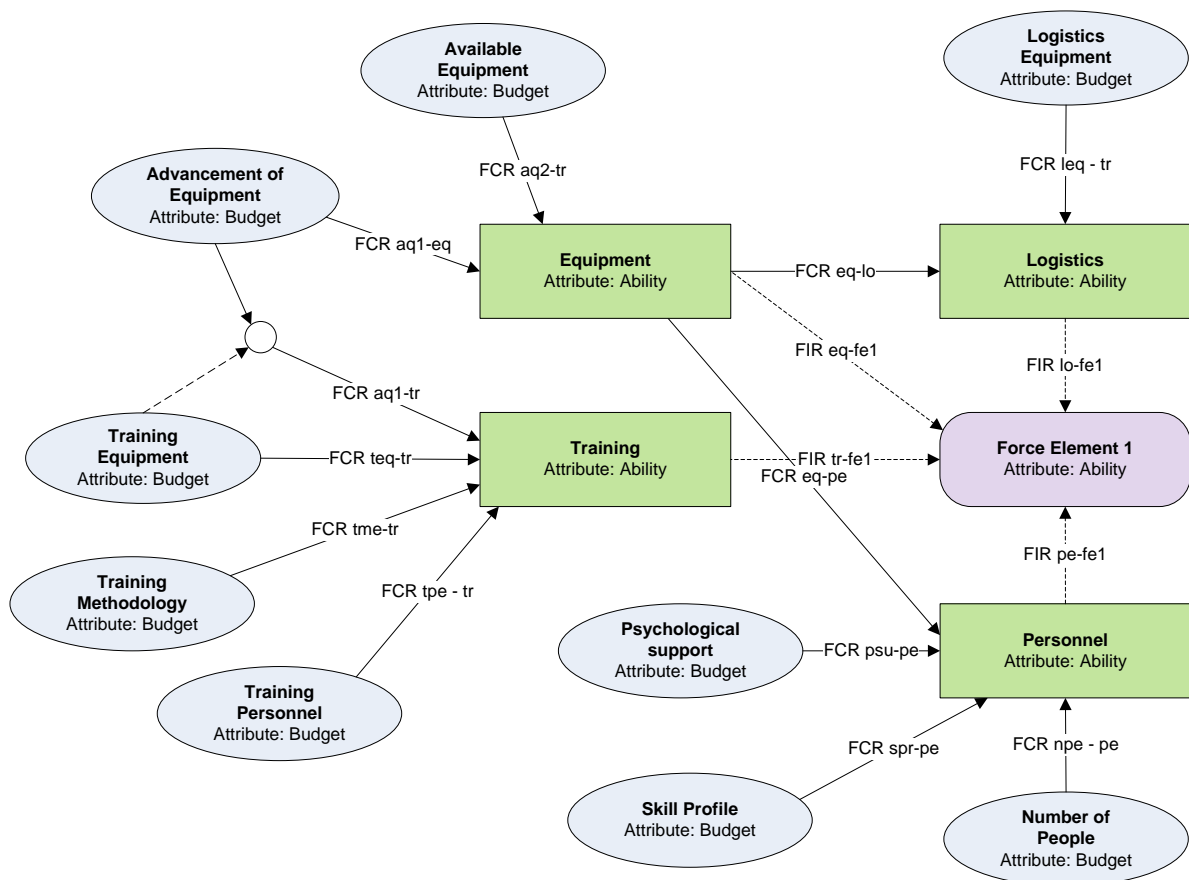 Available
Equipment
Attribute: Budget
Logistics
Equipment
Attribute: Budget
FCR aq2-tr
FCR leq - tr
Advancement of
Equipment
Attribute: Budget
FCR aq1-eq
Equipment
Attribute: Ability
FCR eq-lo
Logistics
Attribute: Ability
FIR eq-fe1
FIR lo-fe1
FCR aq1-tr
Training
Equipment
Attribute: Budget
FCR teq-tr
Training
Attribute: Ability
FIR tr-fe1
FCR eq-pe
Force Element 1
Attribute: Ability
FCR tme-tr
FIR pe-fe1
Training
Methodology
Attribute: Budget
FCR tpe - tr
Psychological
support
Attribute: Budget
FCR psu-pe
Personnel
Attribute: Ability
Training
Personnel
Attribute: Budget
FCR spr-pe
FCR npe - pe
Skill Profile
Attribute: Budget
Number of
People
Attribute: Budget